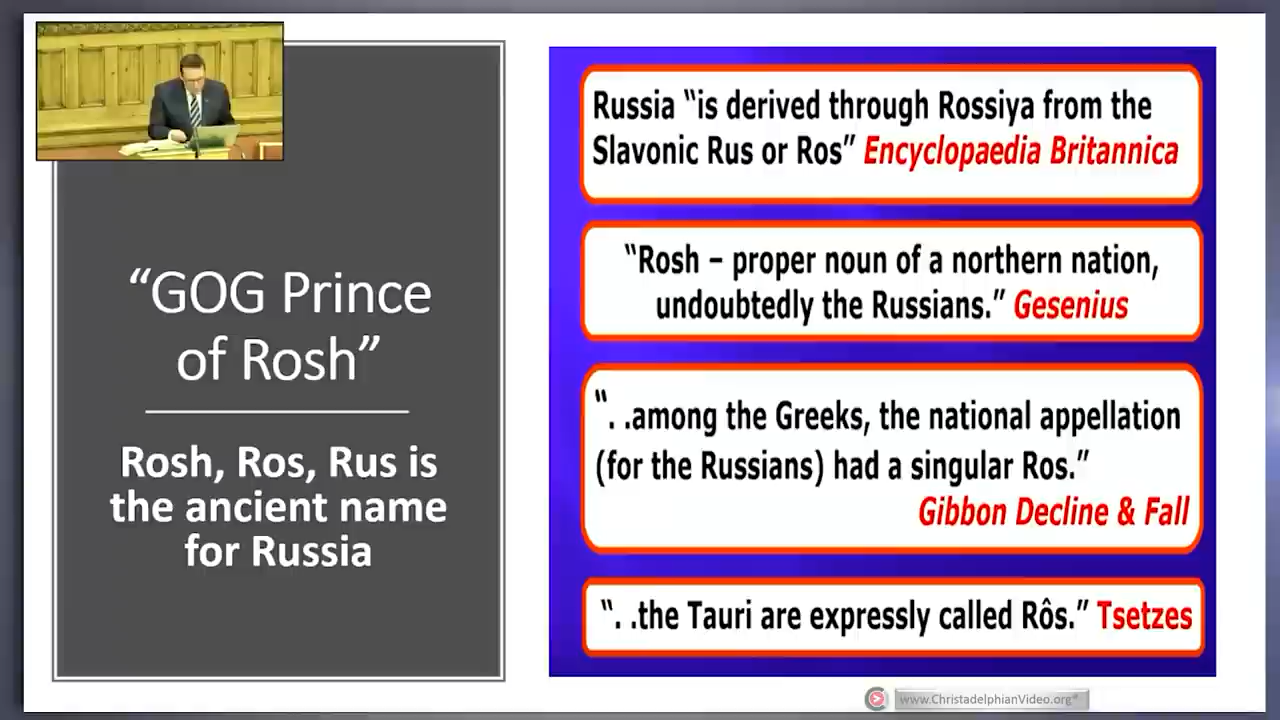 “GOG Prince
of Rosh”
Rosh, Ros, Rus is
the ancient name
for Russia
Russia “is derived through Rossiya from the
Slavonic Rus or Ros” Encyclopaedia Britannica
“Rosh – proper noun of a northern nation,
undoubtedly the Russians.” Gesenius
“. .among the Greeks, the national appellation
(for the Russians) had a singular Ros.”
Gibbon Decline & Fall
“. .the Tauri are expressly called Rôs.” Tsetzes
www.ChristadelphianVideo.org°